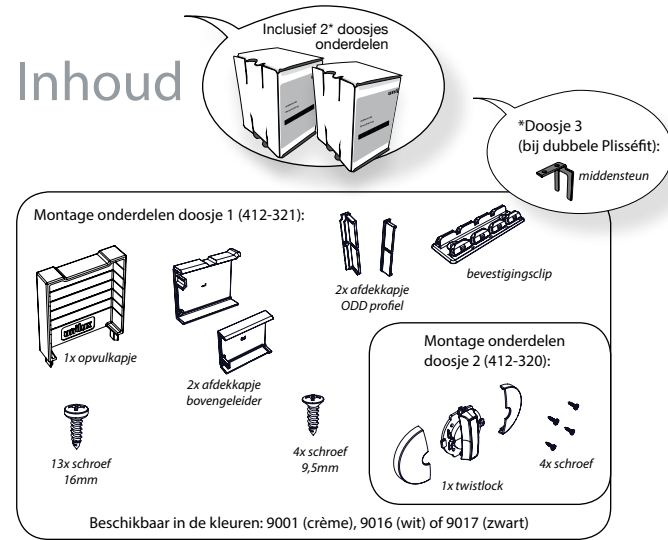 Inhoud
Inclusief 2* doosjes
onderdelen
*Doosje 3
(bij dubbele Plisséfit):
middensteun
Montage onderdelen doosje 1 (412-321):
1x opvulkapje
2x afdekkapje
bovengeleider
2x afdekkapje
ODD profiel
bevestigingsclip
13x schroef
16mm
4x schroef
9,5mm
Montage onderdelen
doosje 2 (412-320):
1x twistlock
4x schroef
Beschikbaar in de kleuren: 9001 (crème), 9016 (wit) of 9017 (zwart)